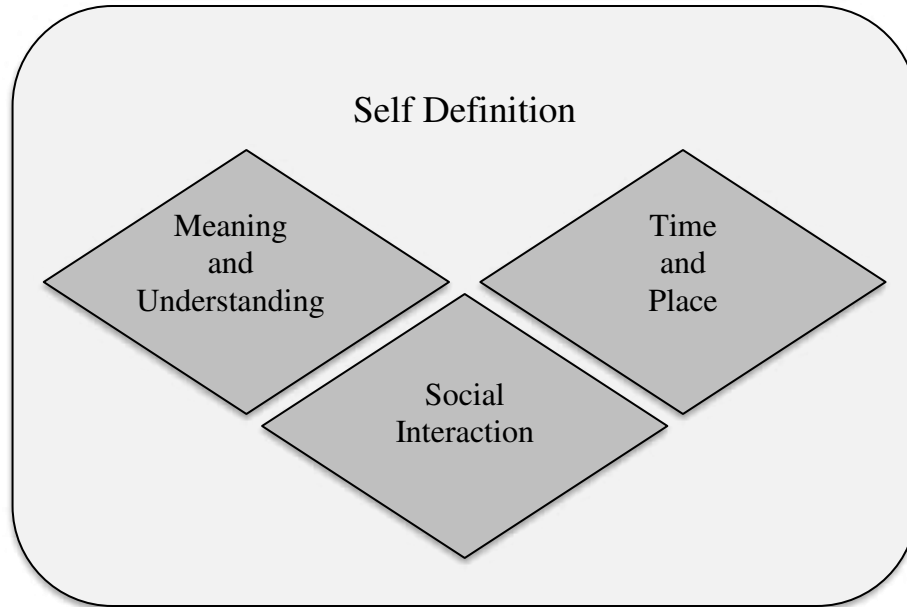 Self Definition
Meaning
and
Understanding
Time
and
Place
Social
Interaction